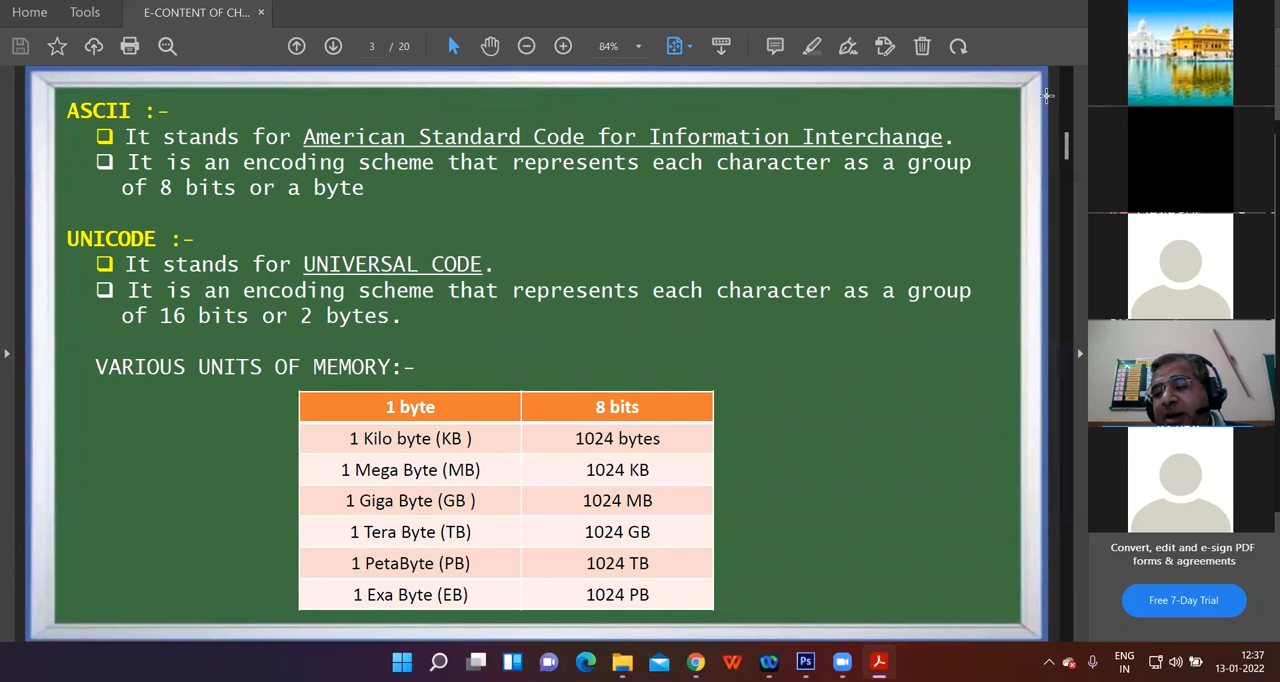 Home Tools E-CONTENT OF CH... ×
3 / 20 84%
ASCII :-
It stands for American Standard Code for Information Interchange.
It is an encoding scheme that represents each character as a group
of 8 bits or a byte
UNICODE :-
It stands for UNIVERSAL CODE.
It is an encoding scheme that represents each character as a group
of 16 bits or 2 bytes.
VARIOUS UNITS OF MEMORY:-
1 byte 8 bits
1 Kilo byte (KB ) 1024 bytes
1 Mega Byte (MB) 1024 KB
1 Giga Byte (GB ) 1024 MB
1 Tera Byte (TB) 1024 GB
1 PetaByte (PB) 1024 TB
1 Exa Byte (EB) 1024 PB
Convert, edit and e-sign PDF
forms & agreements
Free 7-Day Trial
Ps
ENG
IN
12:37
13-01-2022